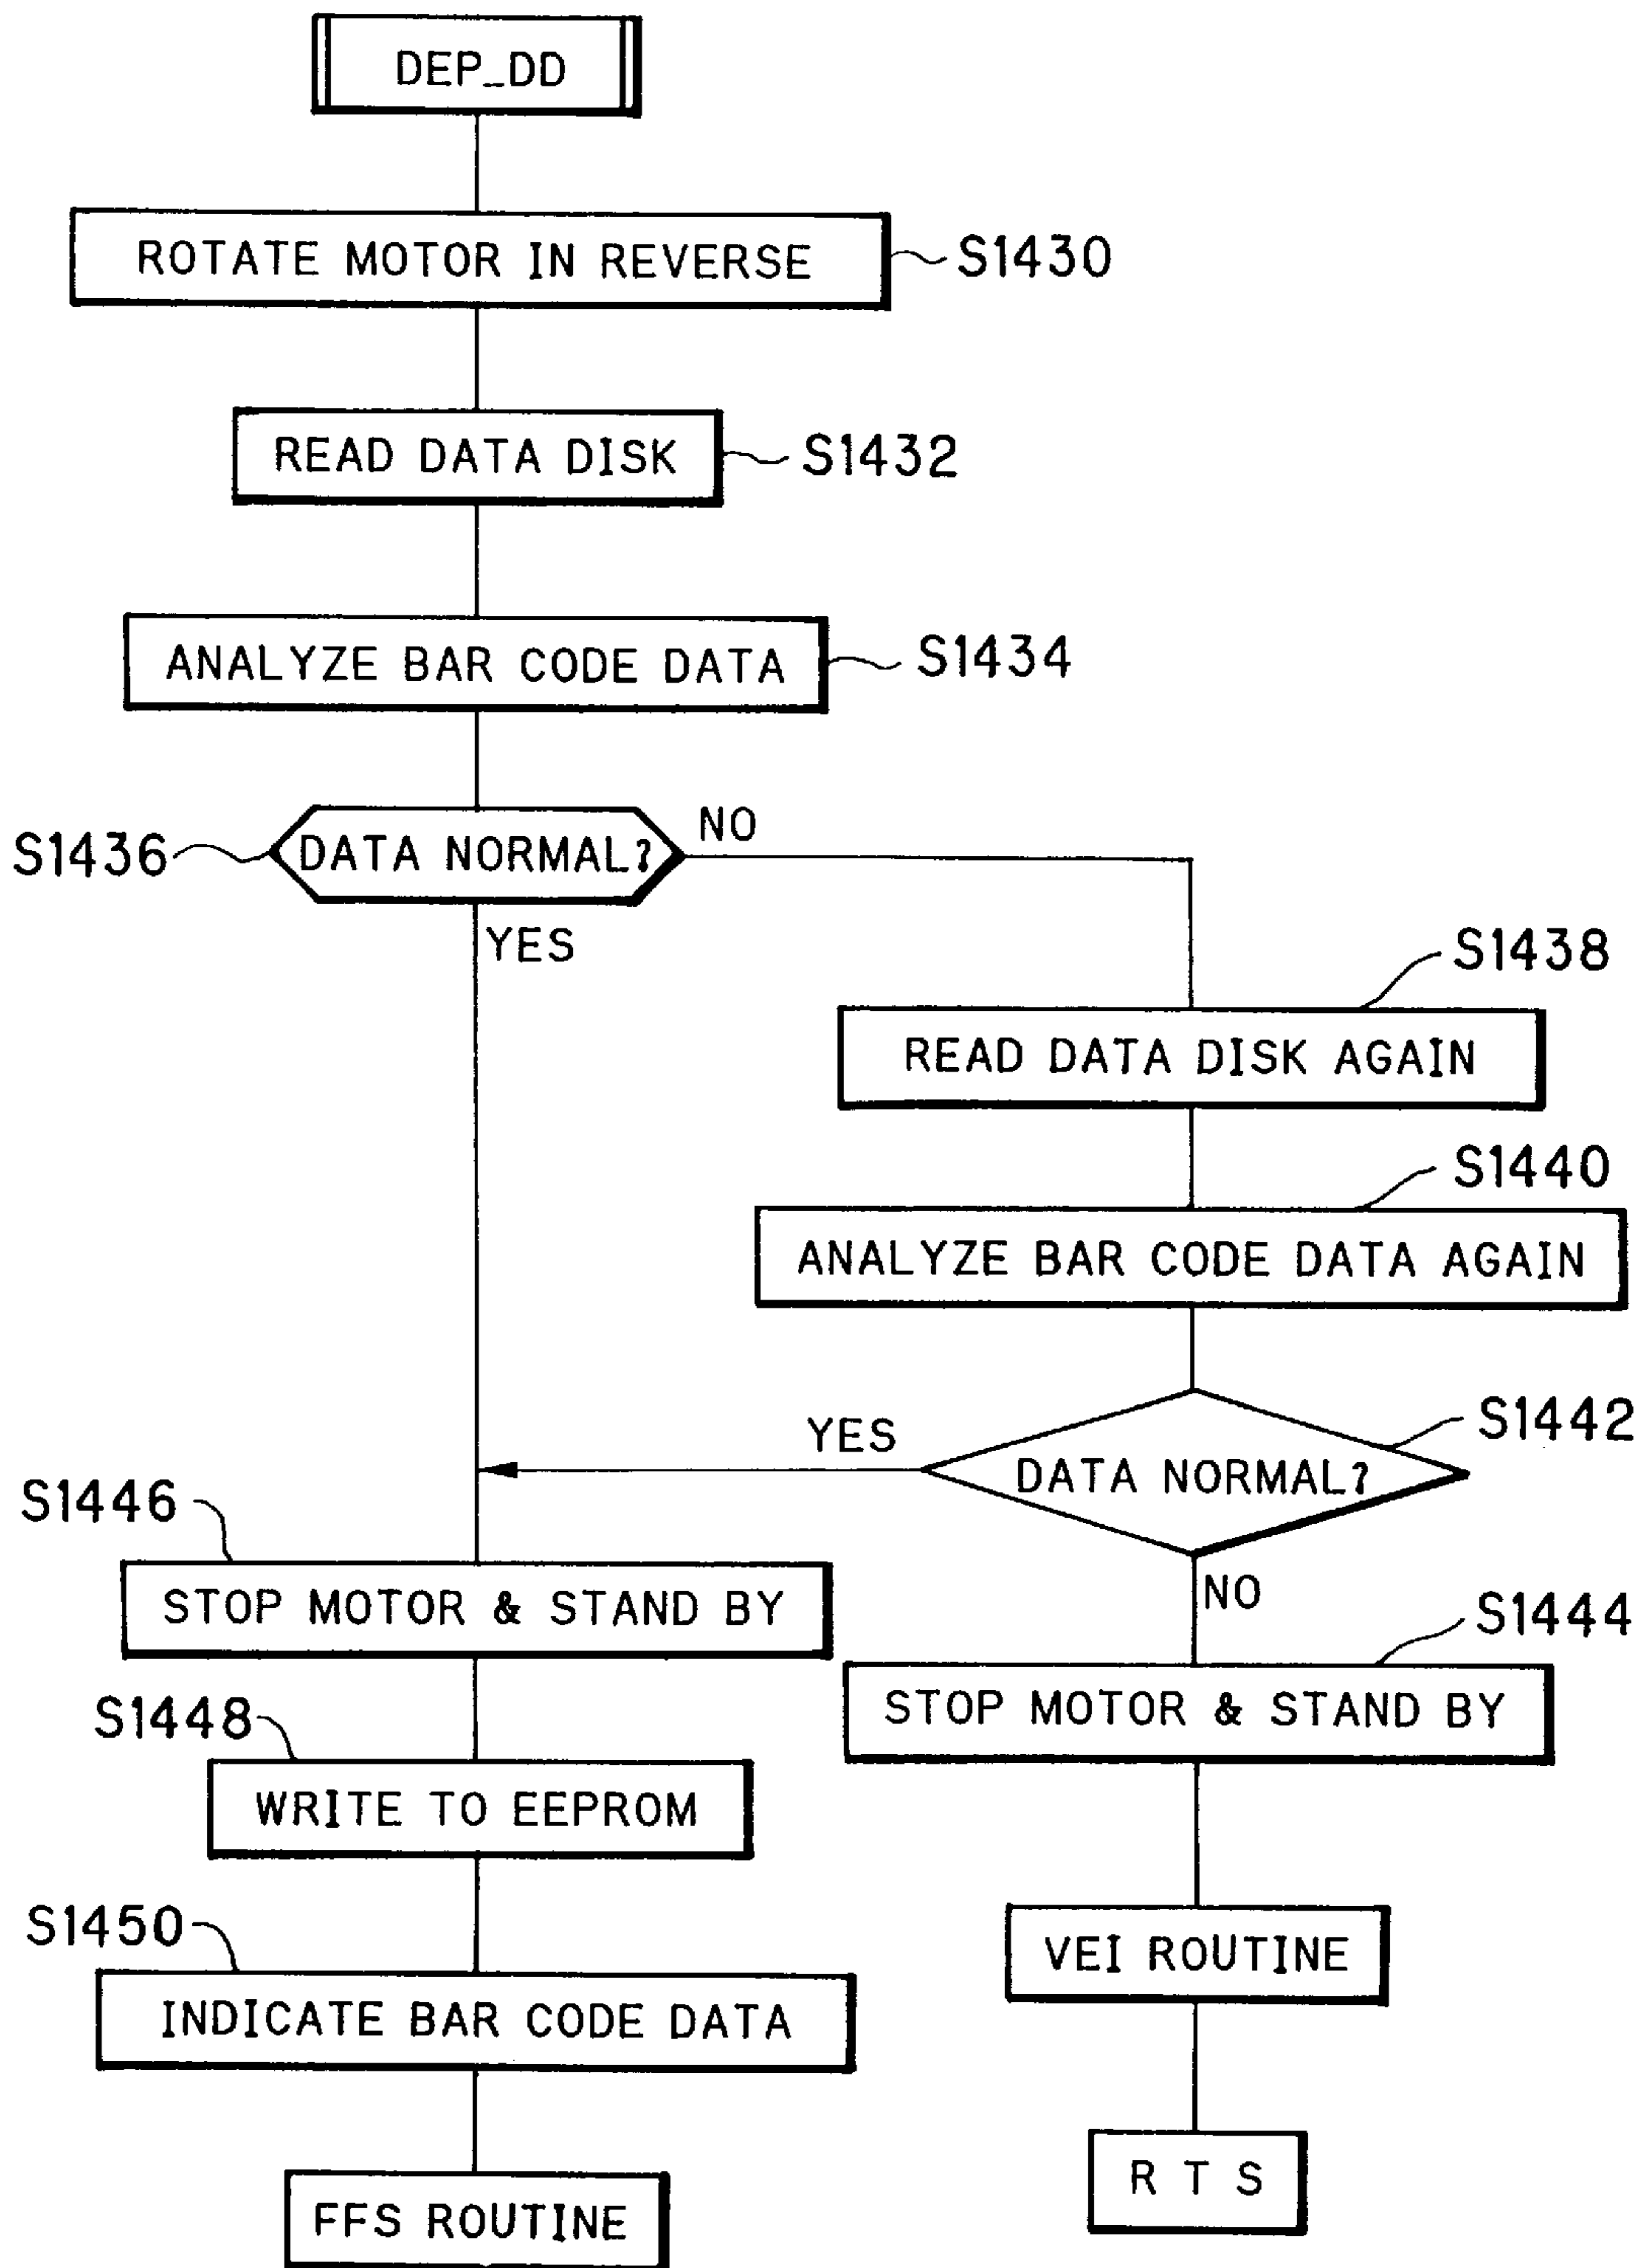 DEP_DD
ROTATE MOTOR IN REVERSE
S1430
READ DATA DISK
S1432
ANALYZE BAR CODE DATA
S1434
S1436
DATA NORMAL?
NO
YES
S1438
READ DATA DISK AGAIN
S1440
ANALYZE BAR CODE DATA AGAIN
S1442
DATA NORMAL?
YES
NO
S1444
STOP MOTOR & STAND BY
VEI ROUTINE
R T S
S1446
STOP MOTOR & STAND BY
S1448
WRITE TO EEPROM
S1450
INDICATE BAR CODE DATA
FFS ROUTINE